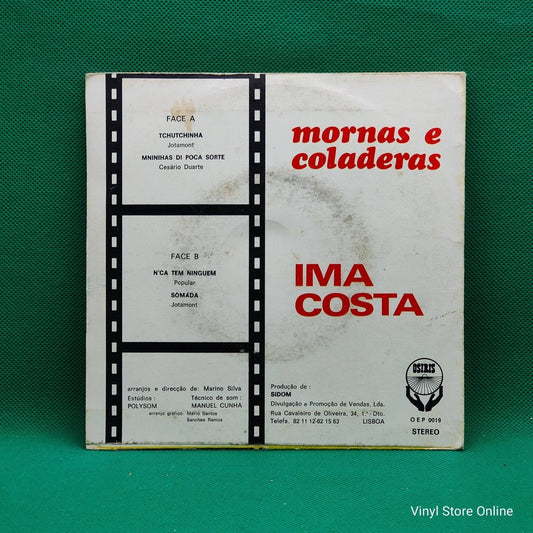 FACE A
TCHUTCHINHA
Jotamont
MNINIHAS DI POCA SORTE
Cesário Duarte
FACE B
N'CA TEM NINGUEM
Popular
SOMADA
Jotamont
arranjos e direcção de: Marino Silva
Estúdios :
POLYSOM
Técnico de som :
MANUEL CUNHA
arranjo gráfico: Mário Santos
Sanches Ramos
mornas e
coladeras
IMA
COSTA
Produção de :
SIDOM
Divulgação e Promoção de Vendas, Lda.
Rua Cavaleiro de Oliveira, 34, 1.º - Dto.
Telefs. 82 11 12-82 15 63 LISBOA
OSIRIS
O E P 0019
STEREO
Vinyl Store Online